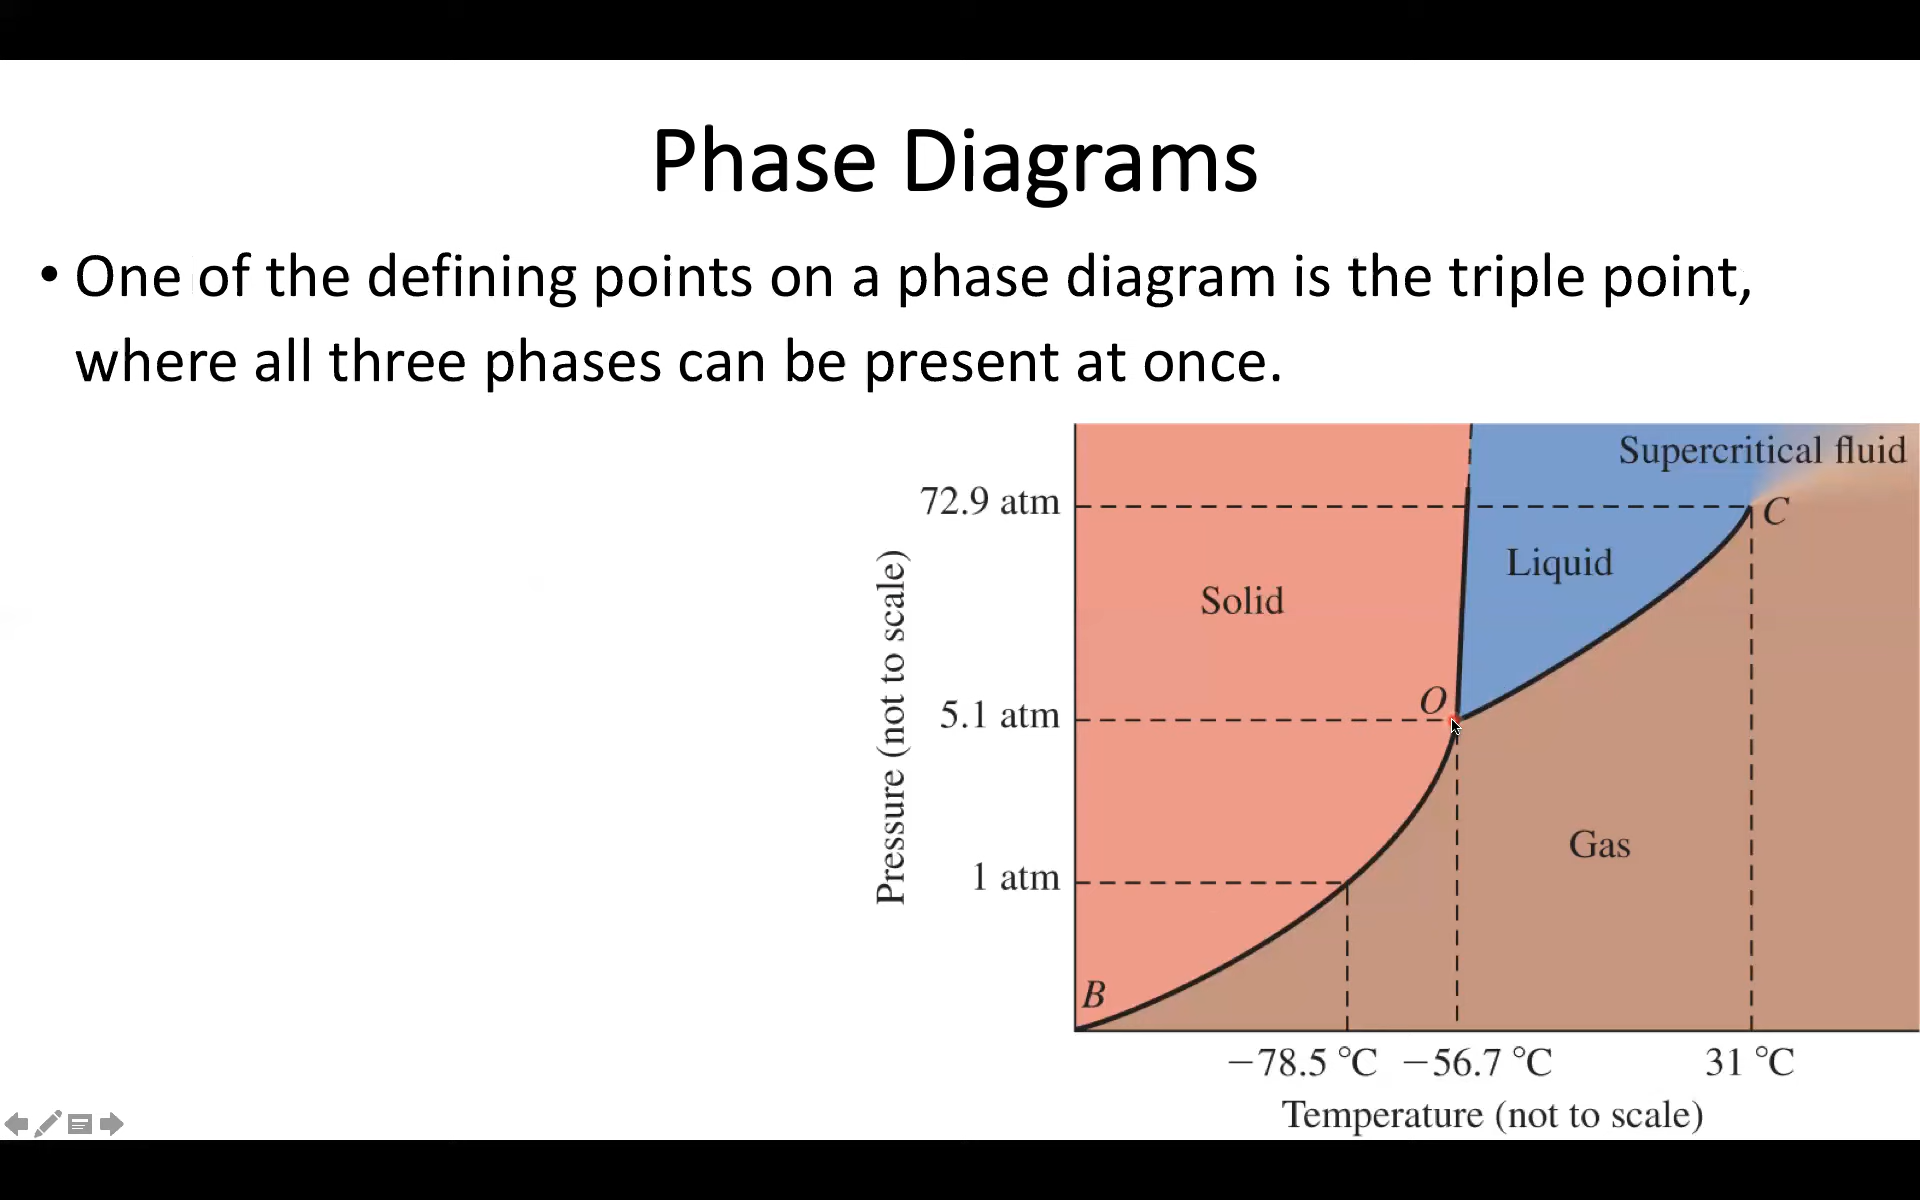 Phase Diagrams
• One of the defining points on a phase diagram is the triple point,
where all three phases can be present at once.
Supercritical fluid
72.9 atm
C
Liquid
Solid
Pressure (not to scale)
O
5.1 atm
Gas
1 atm
B
−78.5 °C
−56.7 °C
31 °C
Temperature (not to scale)